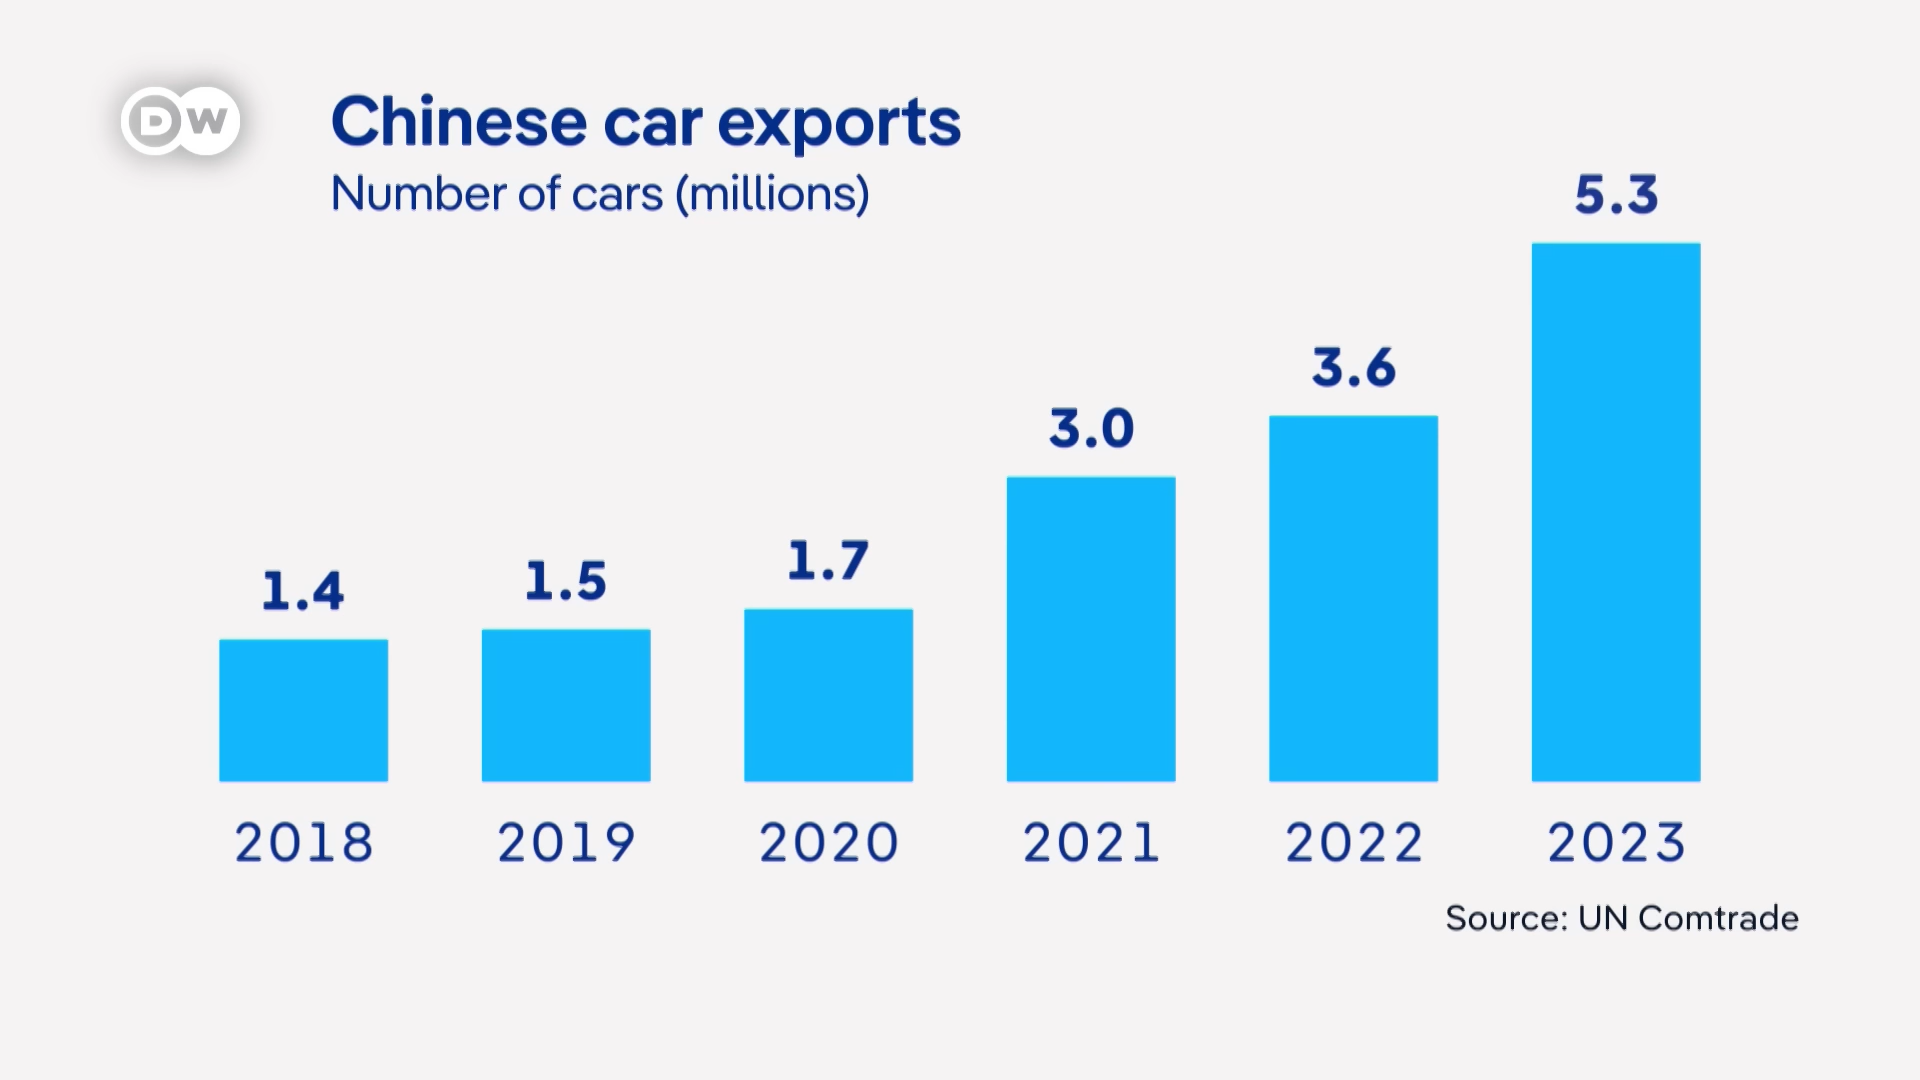 DW
Chinese car exports
Number of cars (millions)
5.3
3.6
3.0
1.7
1.5
1.4
2018 2019 2020 2021 2022 2023
Source: UN Comtrade